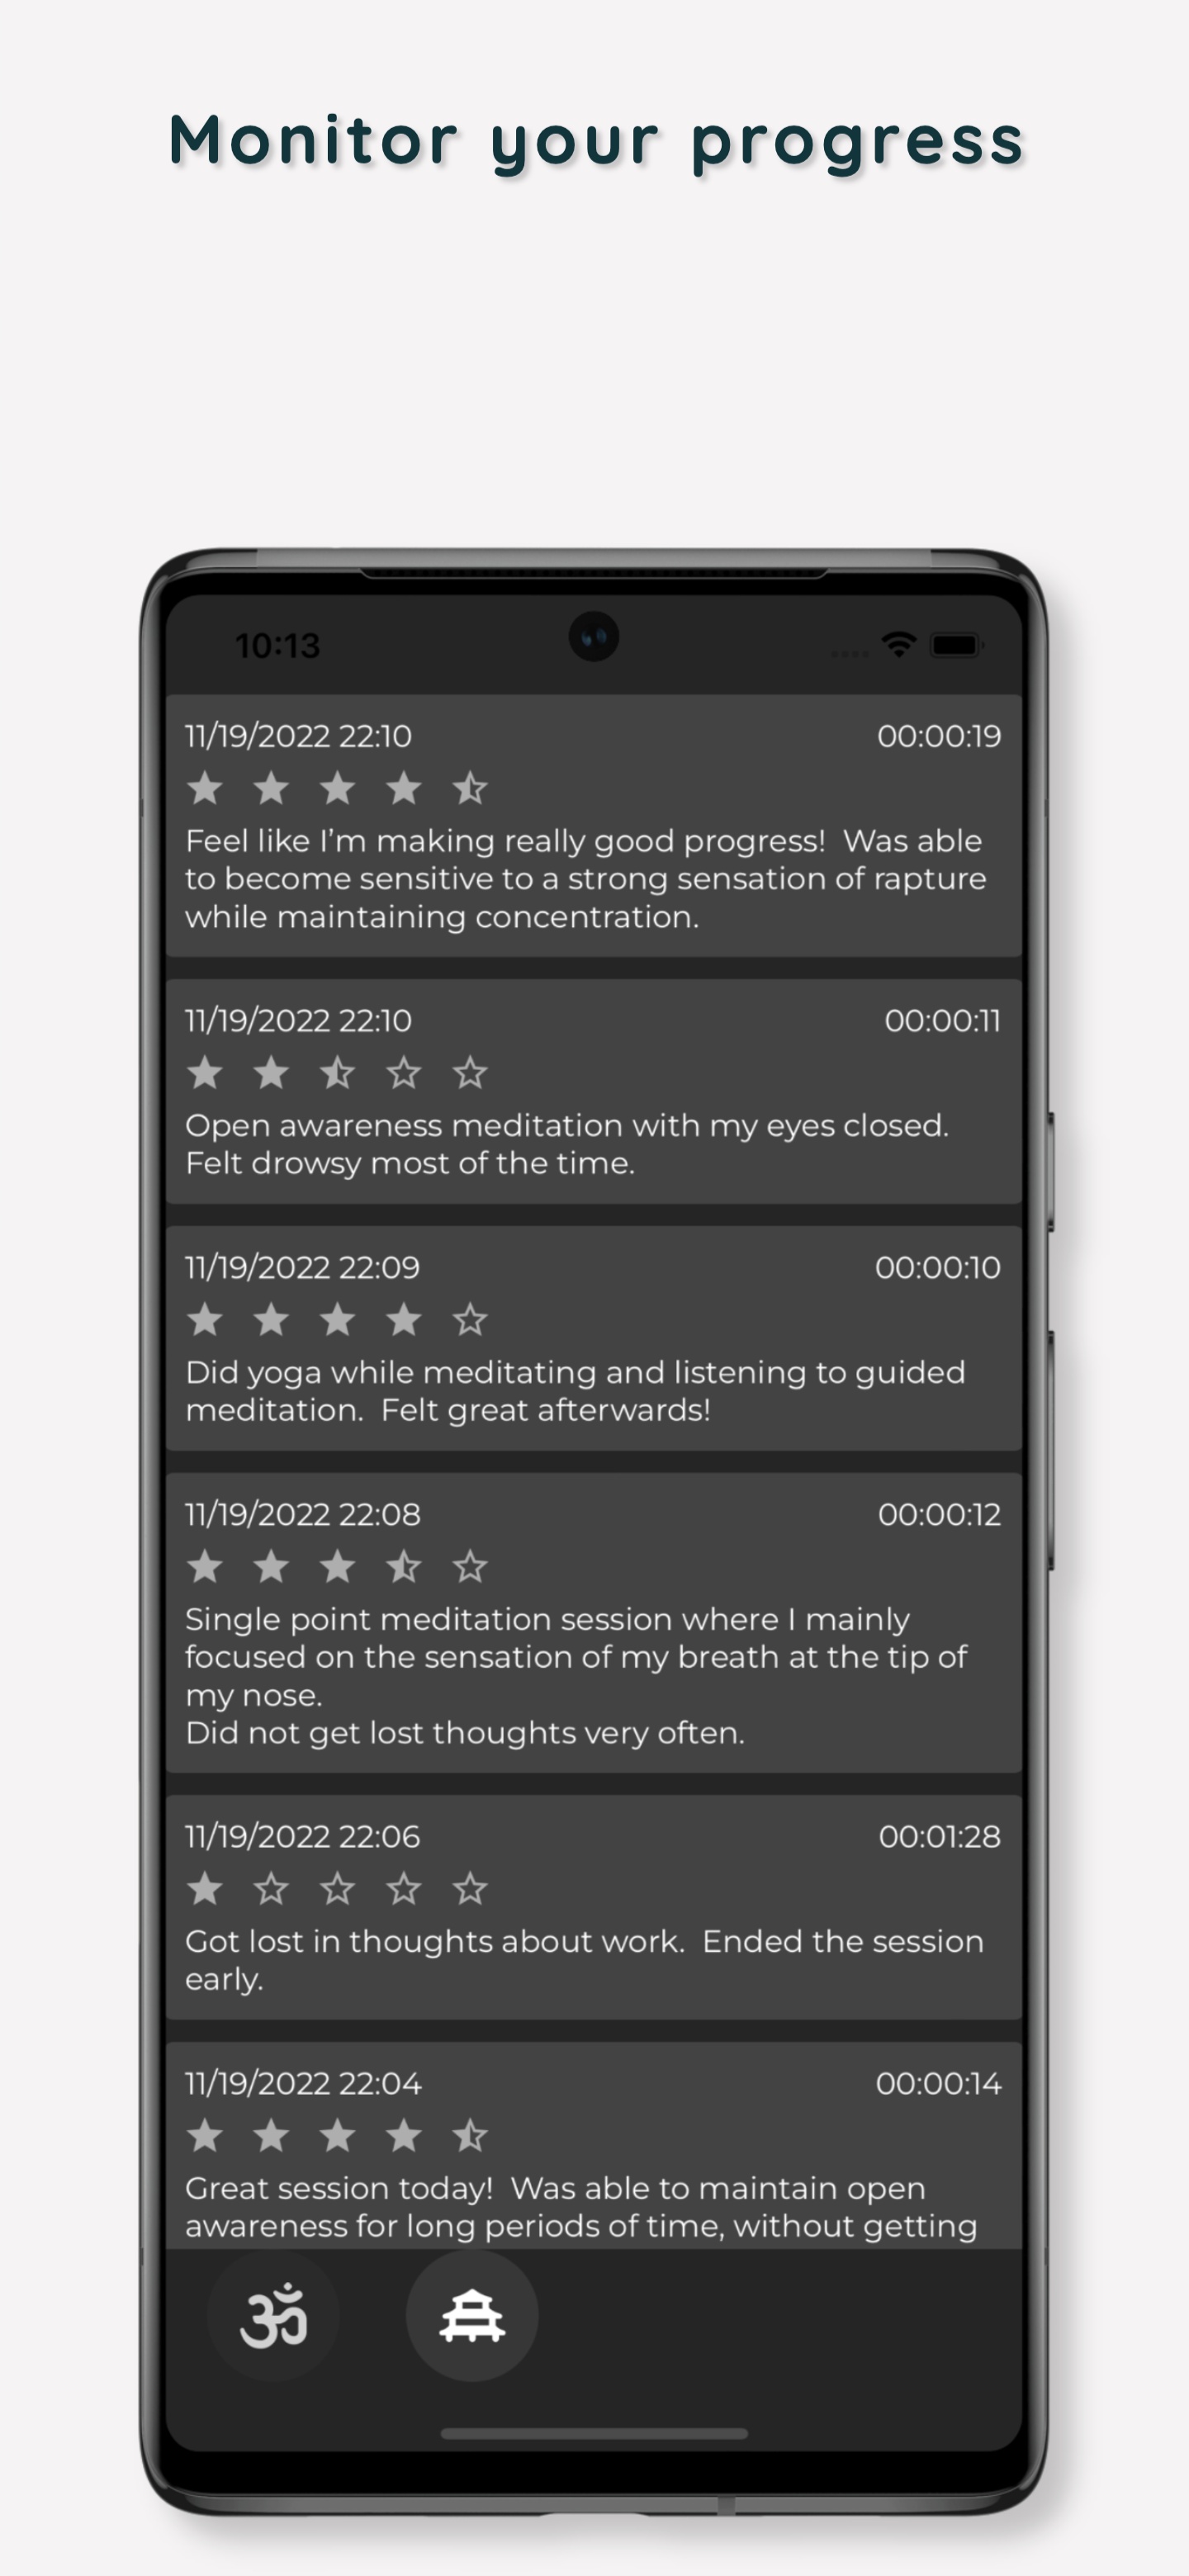 Monitor your progress
10:13
11/19/2022 22:10 00:00:19
Feel like I’m making really good progress!  Was able
to become sensitive to a strong sensation of rapture
while maintaining concentration.
11/19/2022 22:10 00:00:11
Open awareness meditation with my eyes closed.
Felt drowsy most of the time.
11/19/2022 22:09 00:00:10
Did yoga while meditating and listening to guided
meditation.  Felt great afterwards!
11/19/2022 22:08 00:00:12
Single point meditation session where I mainly
focused on the sensation of my breath at the tip of
my nose.
Did not get lost thoughts very often.
11/19/2022 22:06 00:01:28
Got lost in thoughts about work.  Ended the session
early.
11/19/2022 22:04 00:00:14
Great session today!  Was able to maintain open
awareness for long periods of time, without getting
ॐ